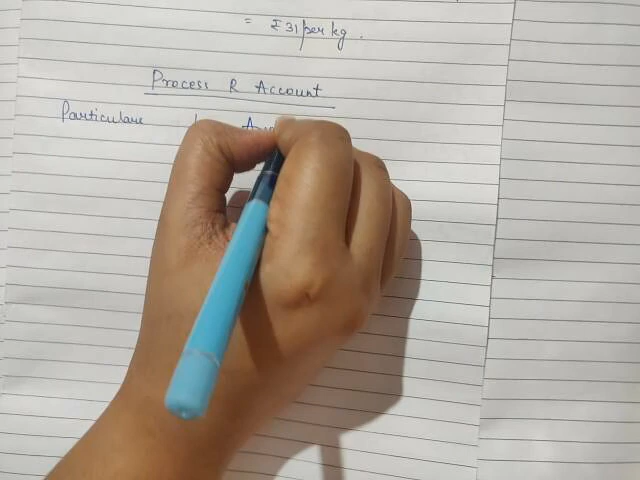 = ₹31 per kg.
Process R Account
Particulars